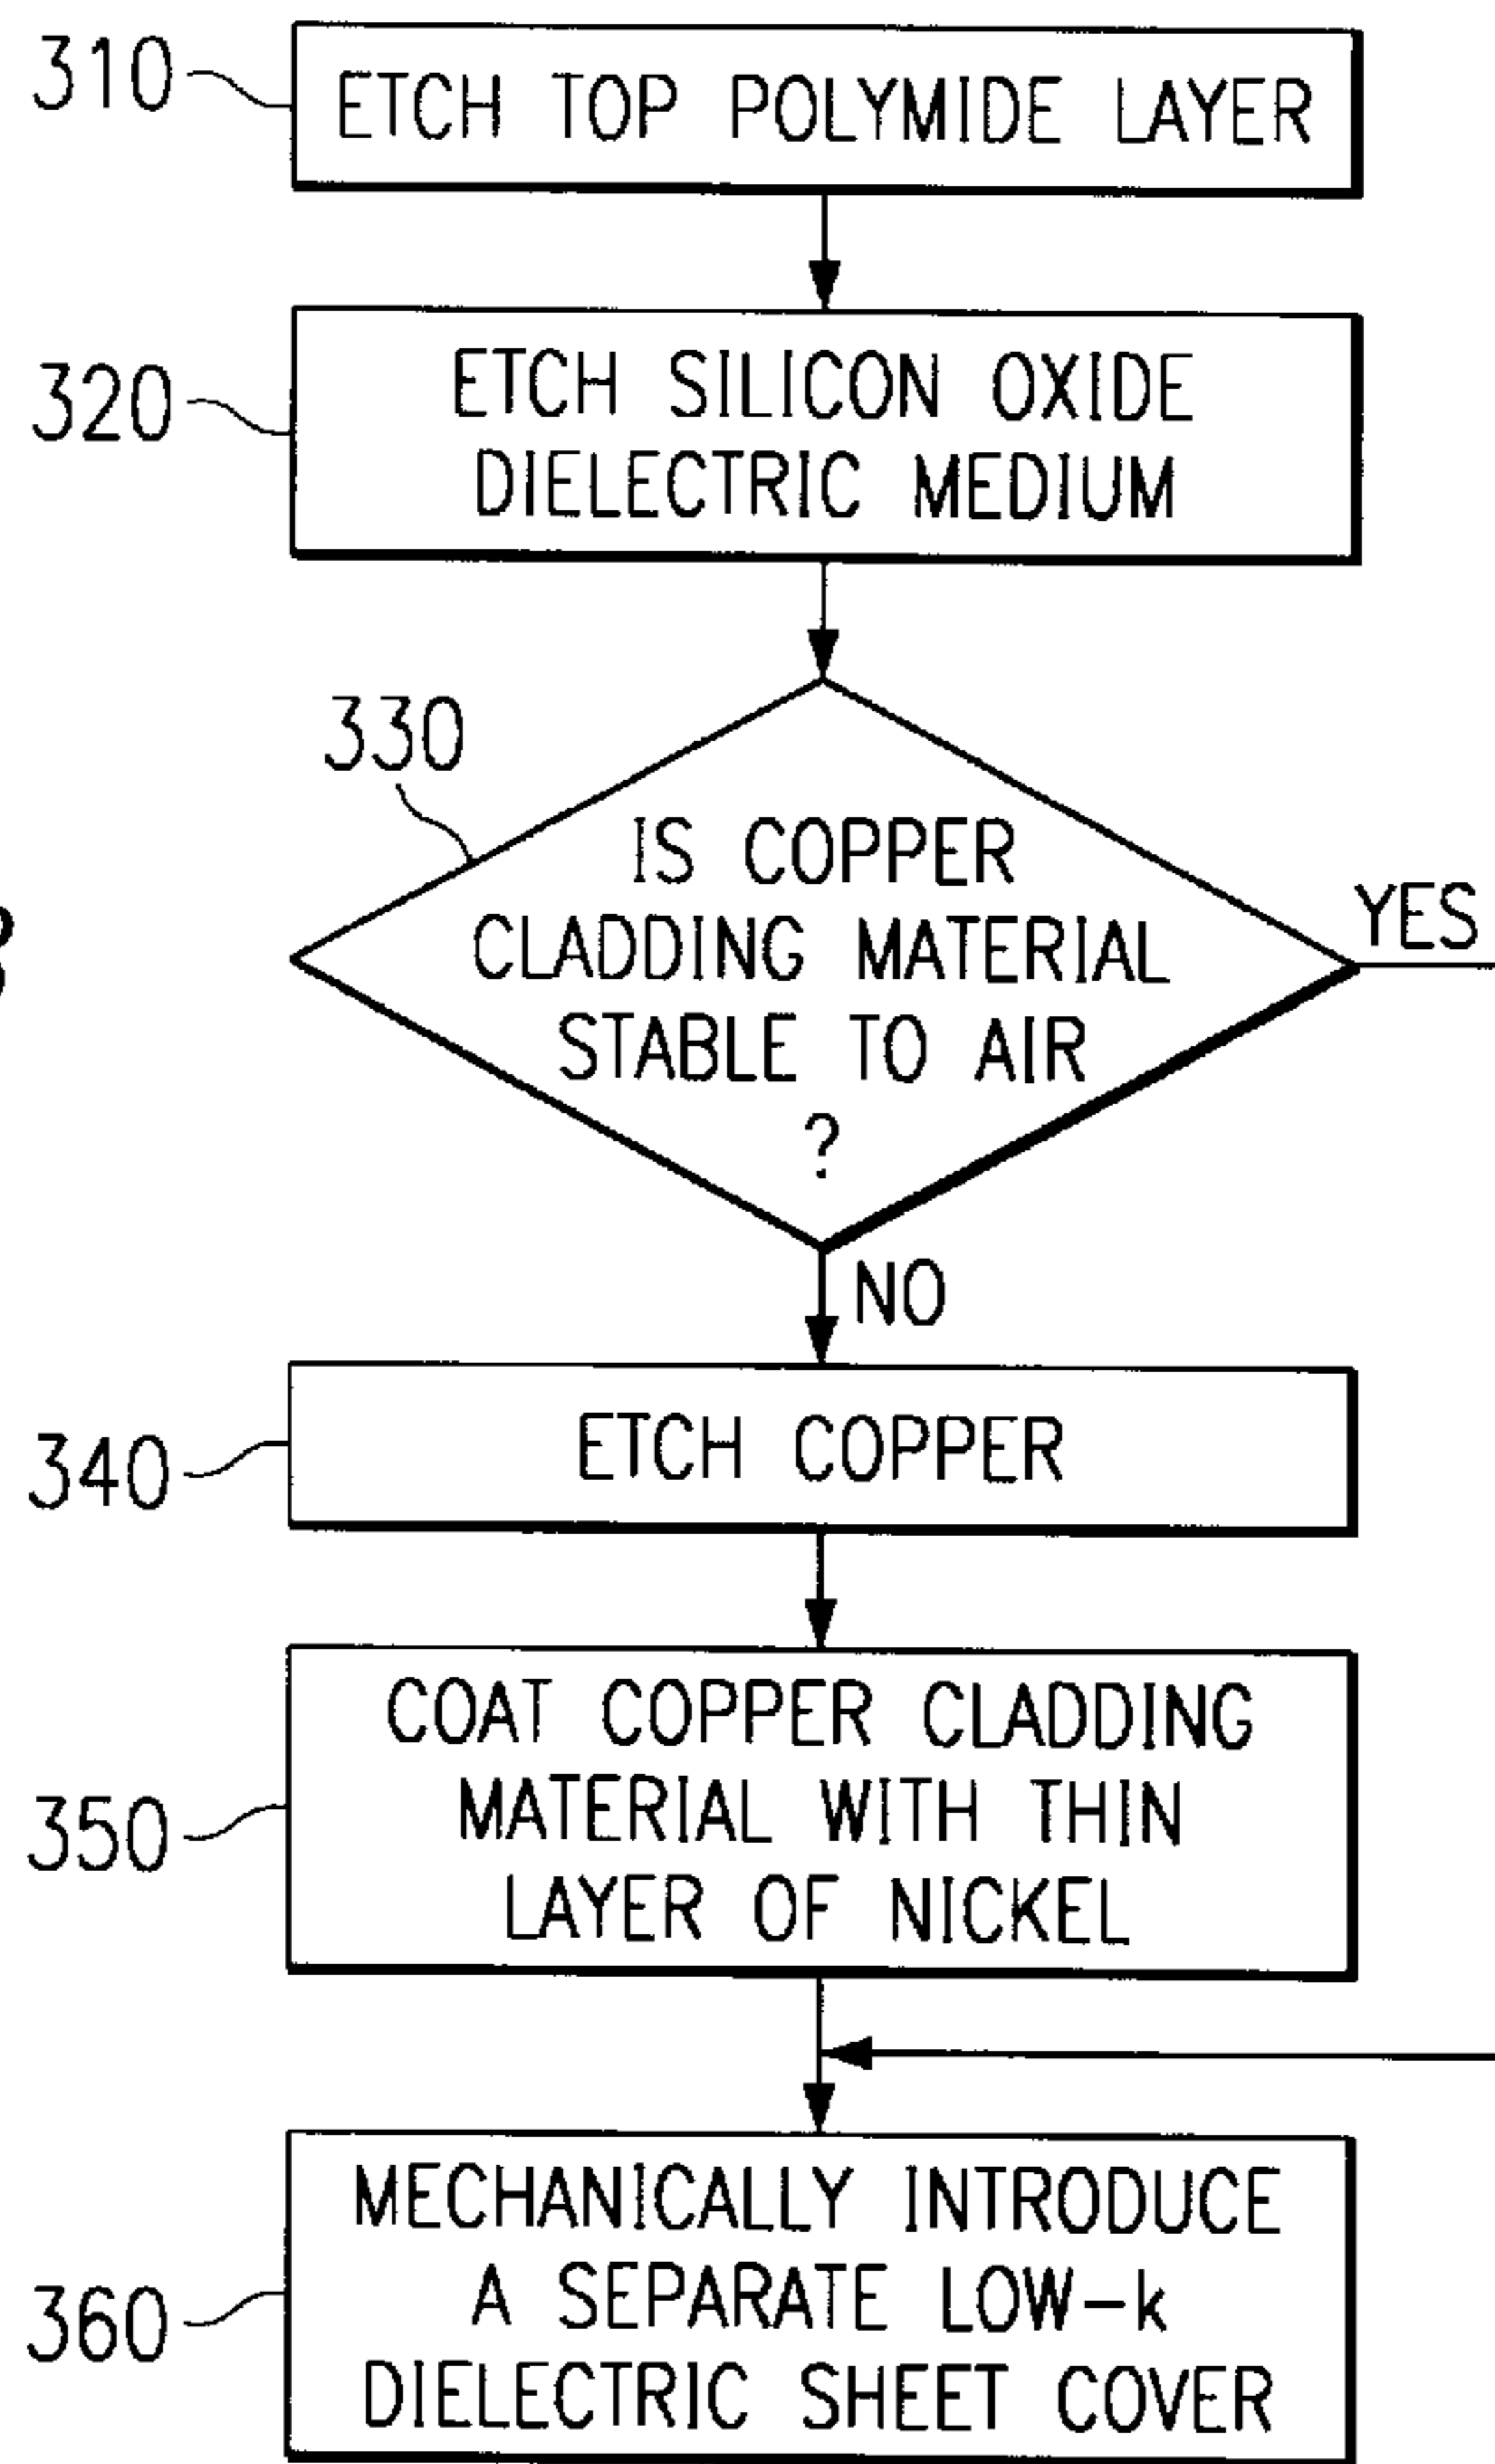 310
ETCH TOP POLYMIDE LAYER
320
ETCH SILICON OXIDE
DIELECTRIC MEDIUM
330
IS COPPER
CLADDING MATERIAL
STABLE TO AIR
?
YES
NO
340
ETCH COPPER
350
COAT COPPER CLADDING
MATERIAL WITH THIN
LAYER OF NICKEL
360
MECHANICALLY INTRODUCE
A SEPARATE LOW-k
DIELECTRIC SHEET COVER